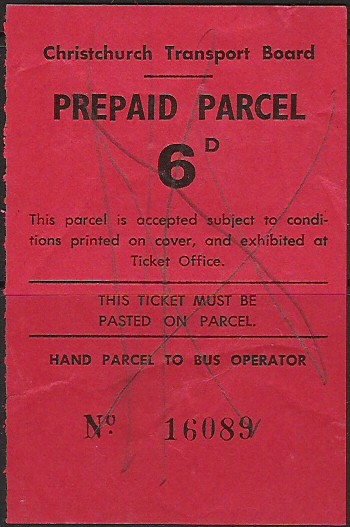 Christchurch Transport Board
PREPAID PARCEL
6D
This parcel is accepted subject to condi-
tions printed on cover, and exhibited at
Ticket Office.
THIS TICKET MUST BE
PASTED ON PARCEL.
HAND PARCEL TO BUS OPERATOR
No. 16089